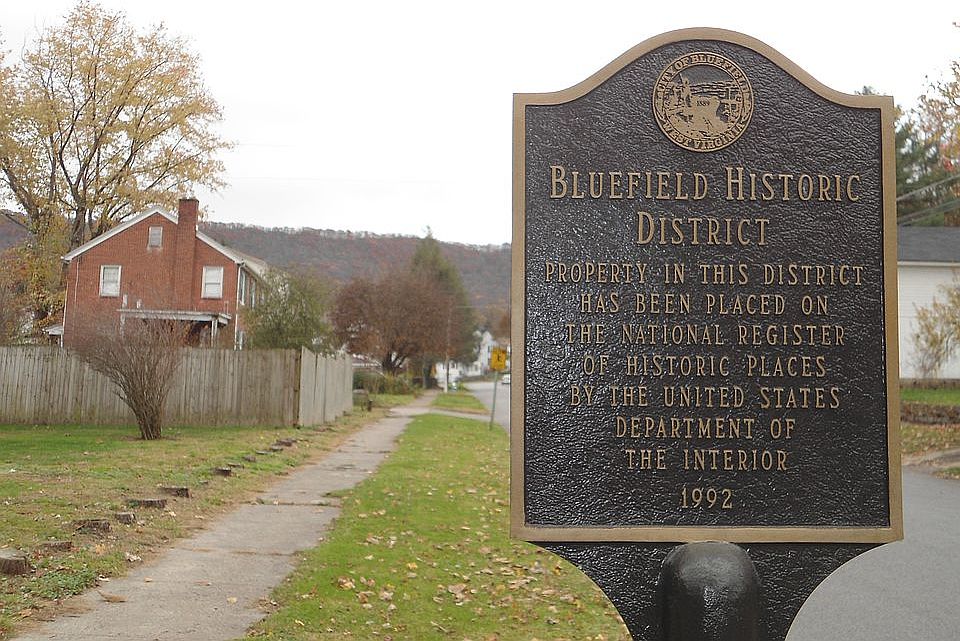 CITY OF BLUEFIELD
1889
WEST VIRGINIA
BLUEFIELD HISTORIC
DISTRICT
PROPERTY IN THIS DISTRICT
HAS BEEN PLACED ON
THE NATIONAL REGISTER
OF HISTORIC PLACES
BY THE UNITED STATES
DEPARTMENT OF
THE INTERIOR
1992